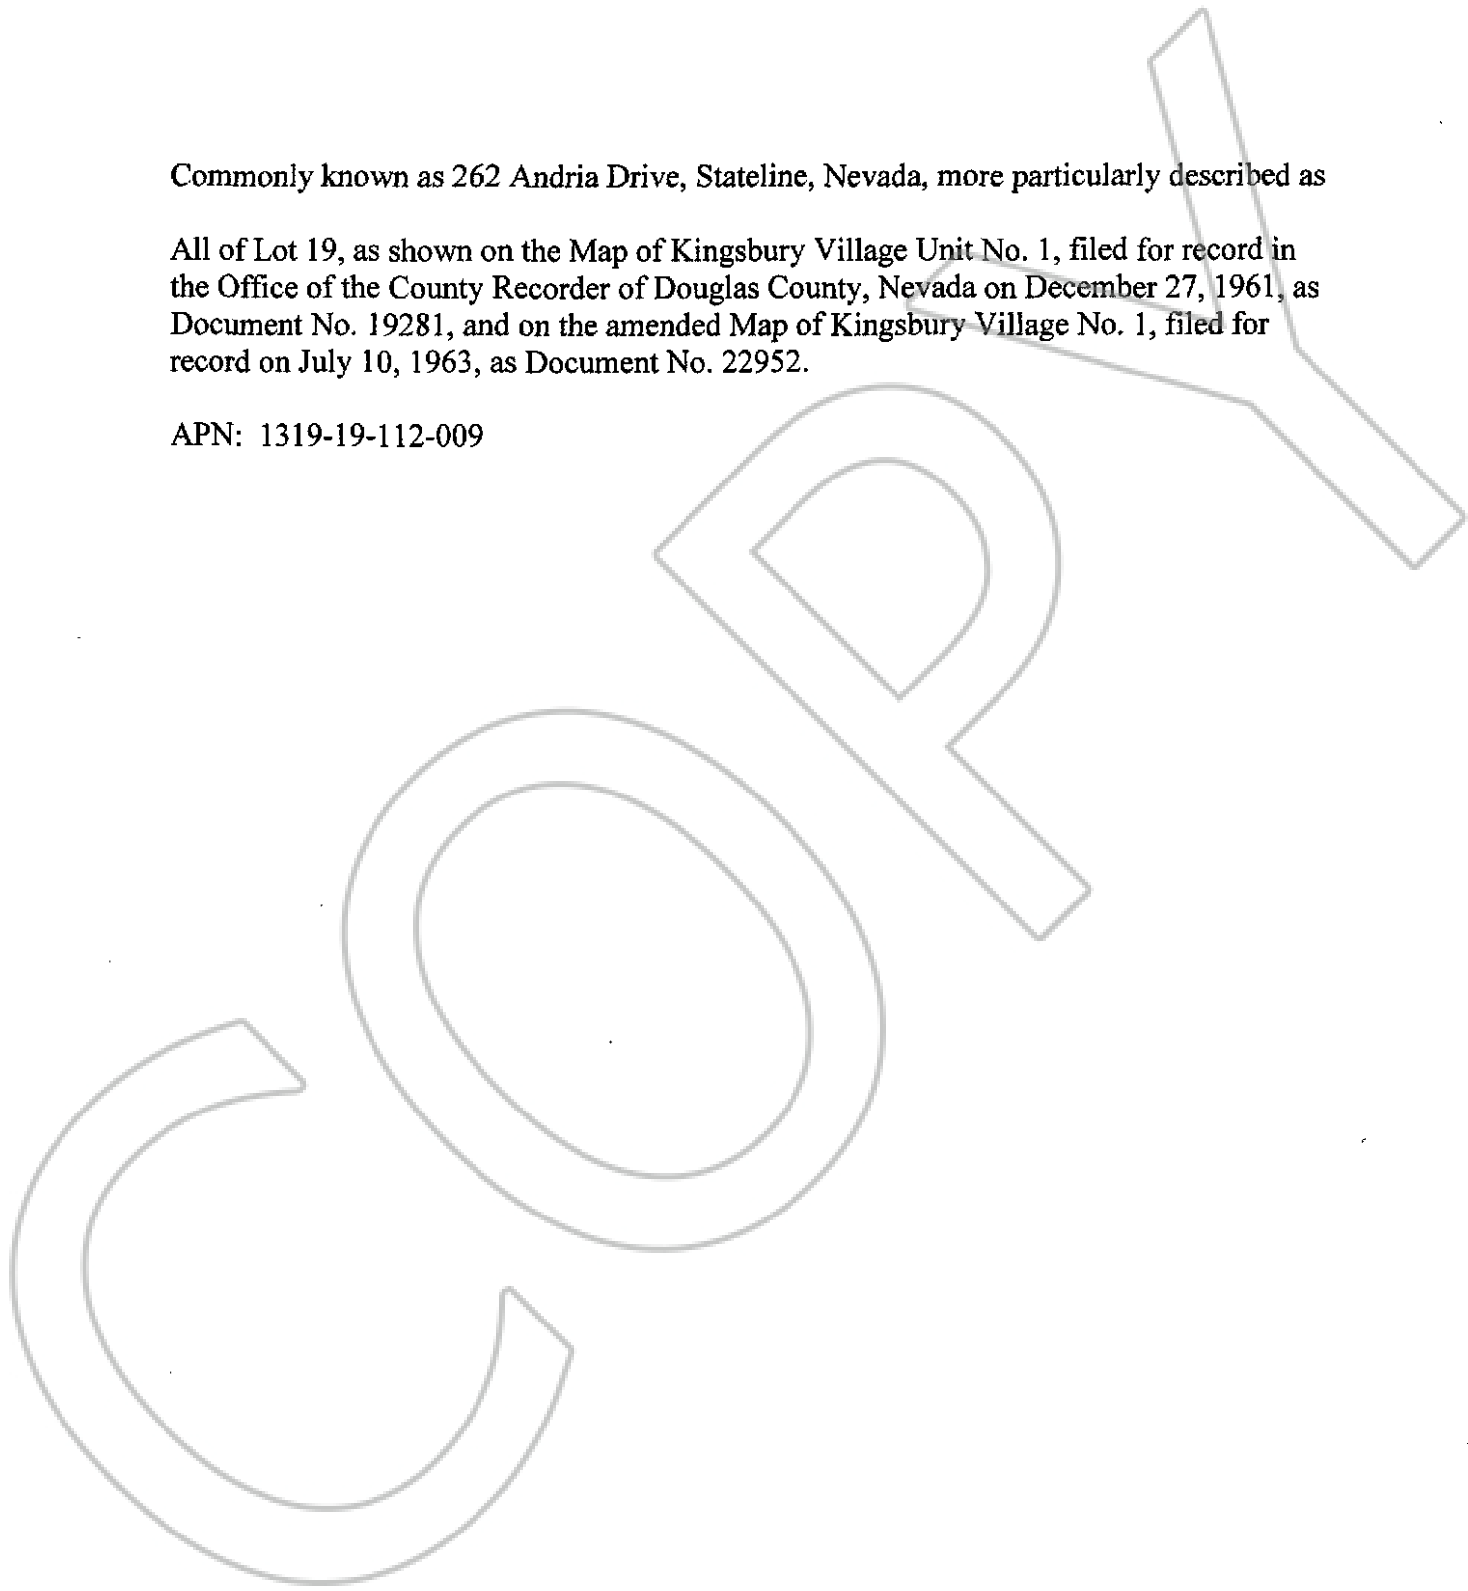 Commonly known as 262 Andria Drive, Stateline, Nevada, more particularly described as
All of Lot 19, as shown on the Map of Kingsbury Village Unit No. 1, filed for record in
the Office of the County Recorder of Douglas County, Nevada on December 27, 1961, as
Document No. 19281, and on the amended Map of Kingsbury Village No. 1, filed for
record on July 10, 1963, as Document No. 22952.
APN: 1319-19-112-009
COPY